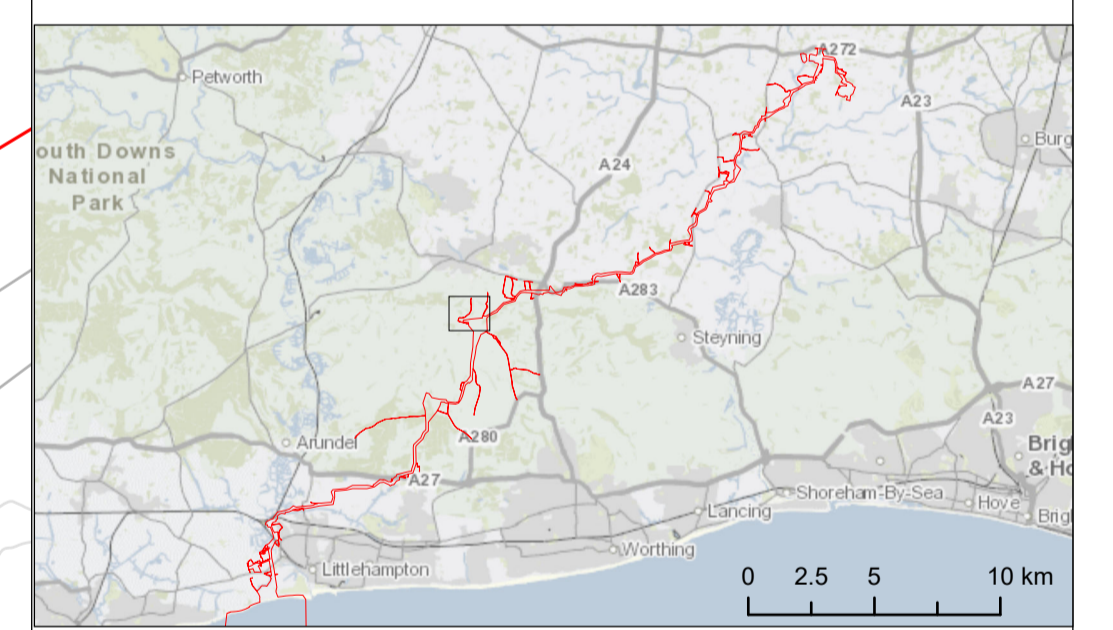 A272
Petworth
A23
Burg
outh Downs
National
Park
A24
A283
Steyning
A27
A23
Arundel
A280
Brig
& Ho
A27
Shoreham-By-Sea
Hove
Lancing
Brigh
Worthing
Littlehampton
0 2.5 5 10 km